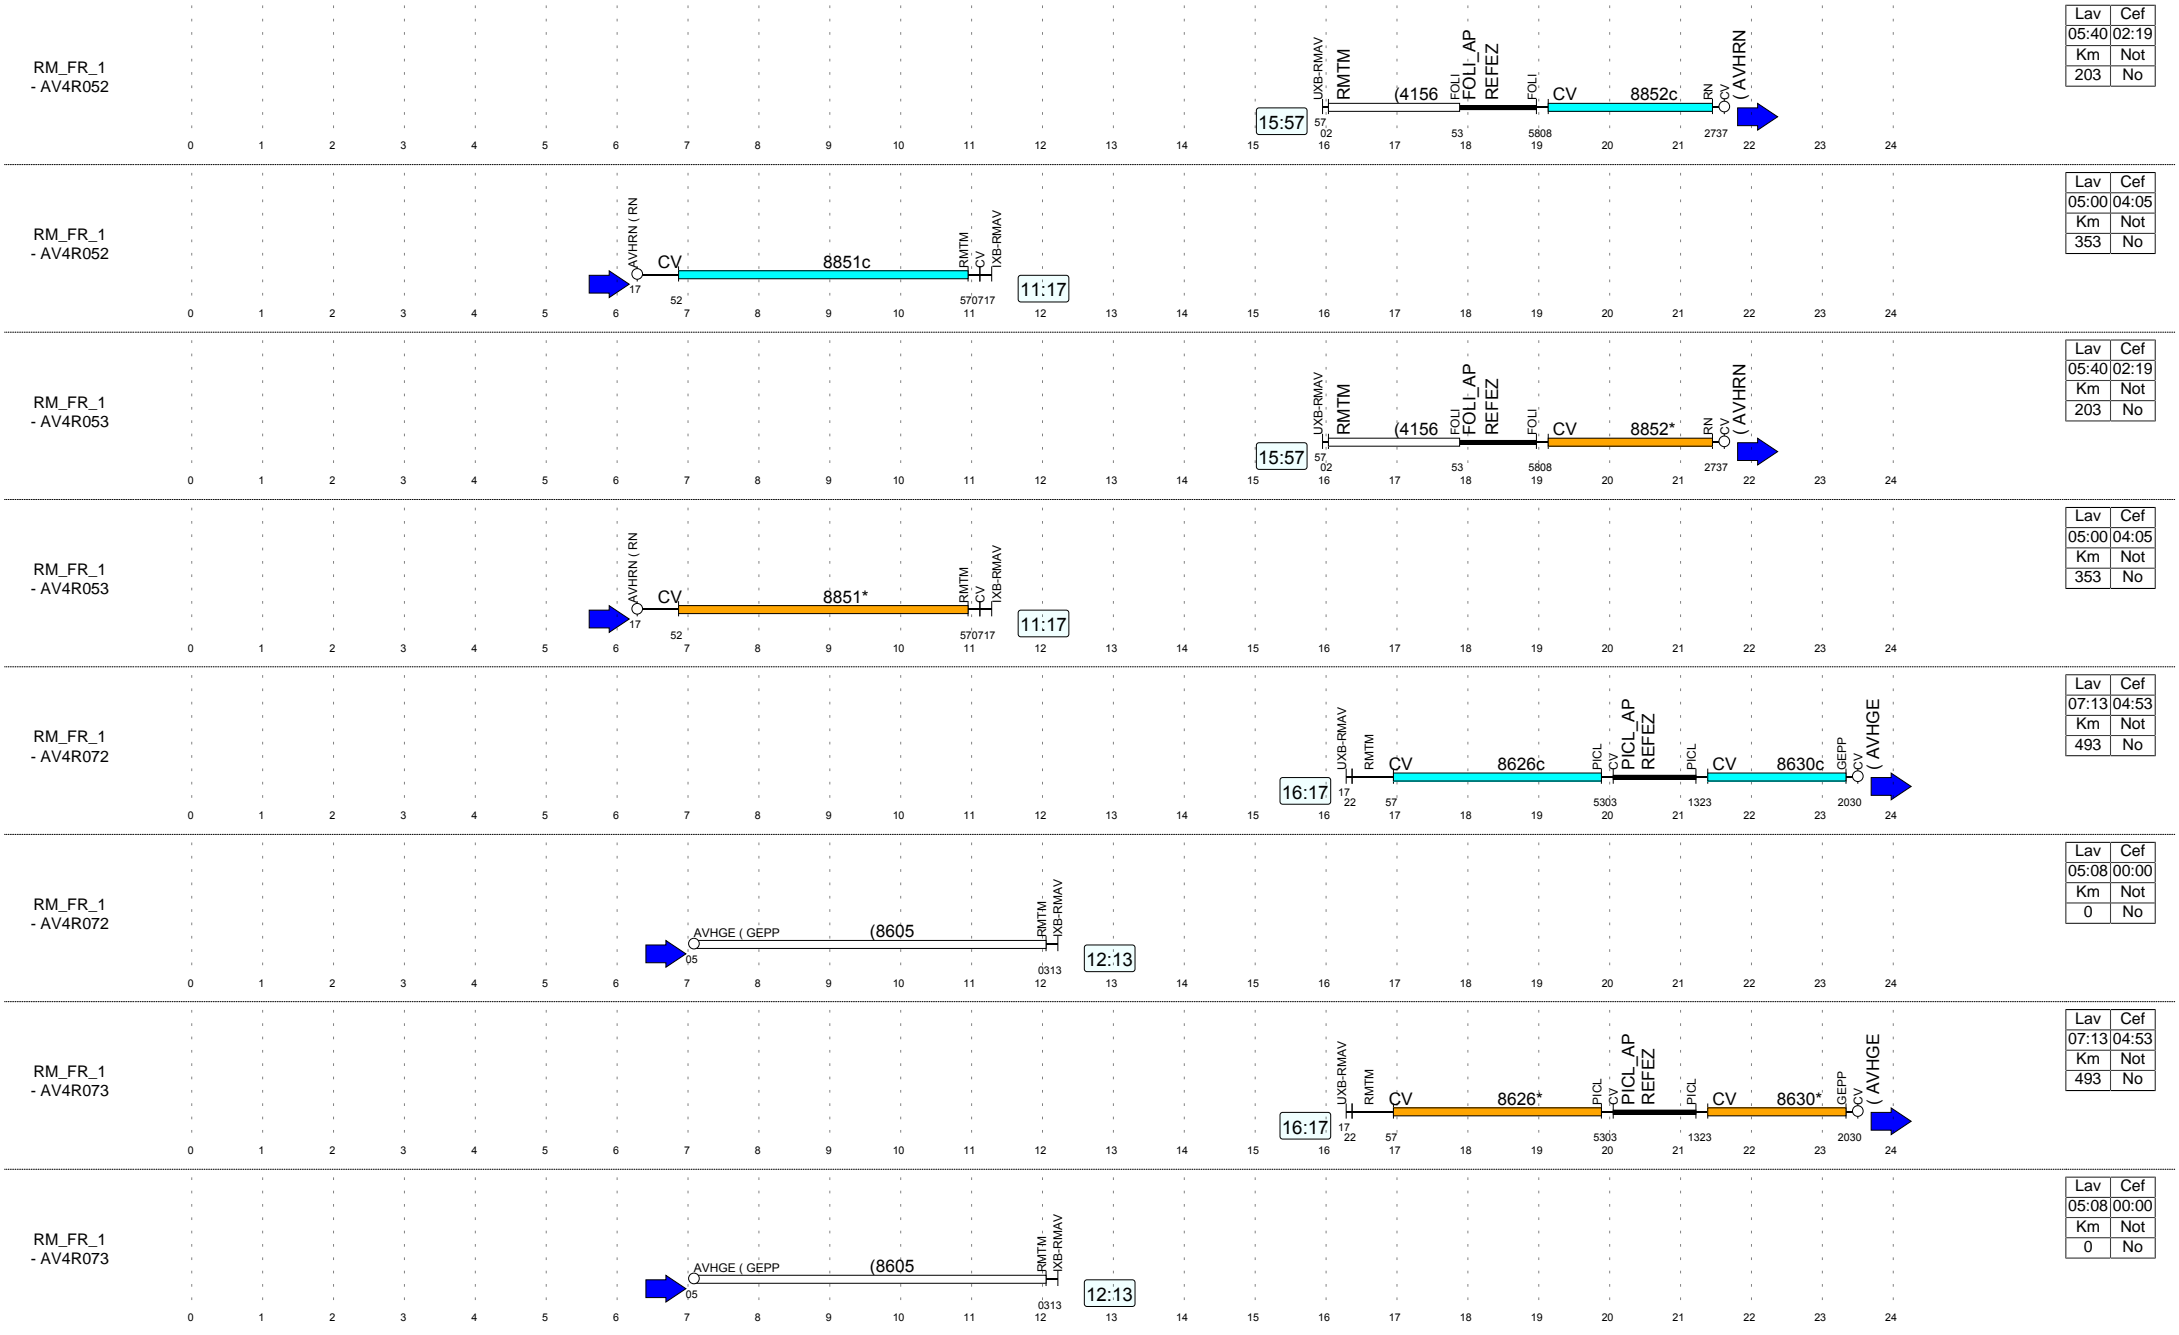 RM_FR_1
- AV4R052
15:57
UXB-RMAV
RMTM
(4156
FOLI
FOLI_AP
REFEZ
FOLI
CV
8852c
RN
CV
( AVHRN
57
02
53
5808
2737
0 1 2 3 4 5 6 7 8 9 10 11 12 13 14 15 16 17 18 19 20 21 22 23 24
Lav Cef
05:40 02:19
Km Not
203 No
RM_FR_1
- AV4R052
AVHRN ( RN
CV
8851c
RMTM
CV
IXB-RMAV
17
52
570717
11:17
0 1 2 3 4 5 6 7 8 9 10 11 12 13 14 15 16 17 18 19 20 21 22 23 24
Lav Cef
05:00 04:05
Km Not
353 No
RM_FR_1
- AV4R053
15:57
UXB-RMAV
RMTM
(4156
FOLI
FOLI_AP
REFEZ
FOLI
CV
8852*
RN
CV
( AVHRN
57
02
53
5808
2737
0 1 2 3 4 5 6 7 8 9 10 11 12 13 14 15 16 17 18 19 20 21 22 23 24
Lav Cef
05:40 02:19
Km Not
203 No
RM_FR_1
- AV4R053
AVHRN ( RN
CV
8851*
RMTM
CV
IXB-RMAV
17
52
570717
11:17
0 1 2 3 4 5 6 7 8 9 10 11 12 13 14 15 16 17 18 19 20 21 22 23 24
Lav Cef
05:00 04:05
Km Not
353 No
RM_FR_1
- AV4R072
16:17
UXB-RMAV
RMTM
CV
8626c
PICL
CV
PICL_AP
REFEZ
PICL
CV
8630c
GEPP
CV
( AVHGE
17
22
57
5303
1323
2030
0 1 2 3 4 5 6 7 8 9 10 11 12 13 14 15 16 17 18 19 20 21 22 23 24
Lav Cef
07:13 04:53
Km Not
493 No
RM_FR_1
- AV4R072
AVHGE ( GEPP
(8605
RMTM
IXB-RMAV
05
0313
12:13
0 1 2 3 4 5 6 7 8 9 10 11 12 13 14 15 16 17 18 19 20 21 22 23 24
Lav Cef
05:08 00:00
Km Not
0 No
RM_FR_1
- AV4R073
16:17
UXB-RMAV
RMTM
CV
8626*
PICL
CV
PICL_AP
REFEZ
PICL
CV
8630*
GEPP
CV
( AVHGE
17
22
57
5303
1323
2030
0 1 2 3 4 5 6 7 8 9 10 11 12 13 14 15 16 17 18 19 20 21 22 23 24
Lav Cef
07:13 04:53
Km Not
493 No
RM_FR_1
- AV4R073
AVHGE ( GEPP
(8605
RMTM
IXB-RMAV
05
0313
12:13
0 1 2 3 4 5 6 7 8 9 10 11 12 13 14 15 16 17 18 19 20 21 22 23 24
Lav Cef
05:08 00:00
Km Not
0 No